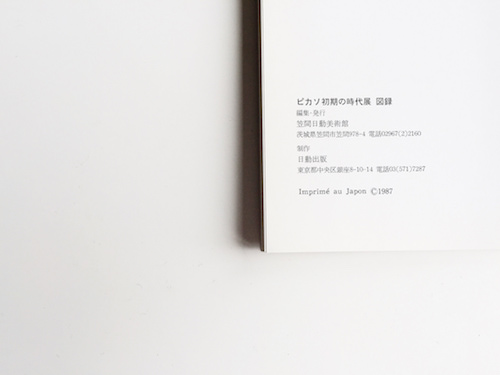 ピカソ初期の時代展 図録
編集・発行
笠間日動美術館
茨城県笠間市笠間978-4 電話02967(2)2160
制作
日動出版
東京都中央区銀座8-10-14 電話03(571)7287
Imprimé au Japon ©1987